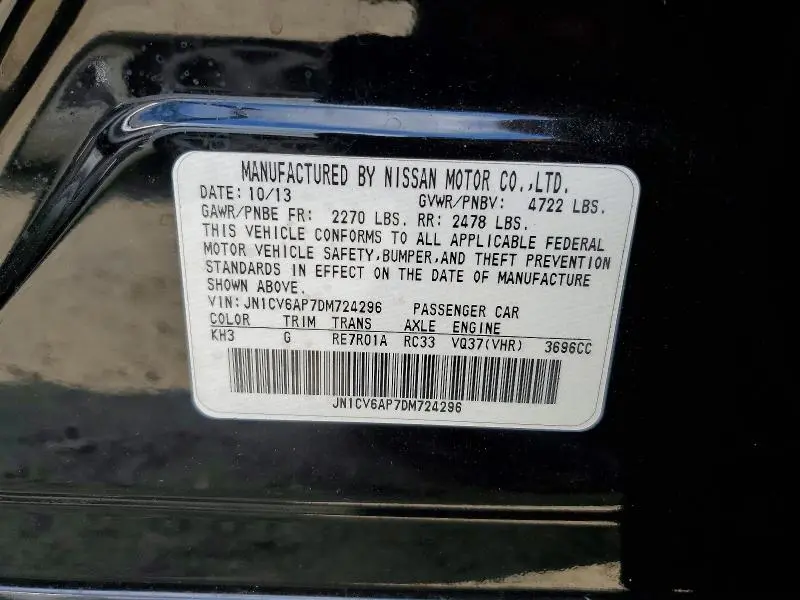 MANUFACTURED BY NISSAN MOTOR CO.,LTD.
DATE: 10/13 GVWR/PNBV: 4722 LBS.
GAWR/PNBE FR: 2270 LBS. RR: 2478 LBS.
THIS VEHICLE CONFORMS TO ALL APPLICABLE FEDERAL
MOTOR VEHICLE SAFETY,BUMPER,AND THEFT PREVENTION
STANDARDS IN EFFECT ON THE DATE OF MANUFACTURE
SHOWN ABOVE.
VIN: JN1CV6AP7DM724296 PASSENGER CAR
COLOR TRIM TRANS AXLE ENGINE
KH3 G RE7R01A RC33 VQ37(VHR) 3696CC
JN1CV6AP7DM724296